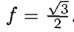 f = √3/2.